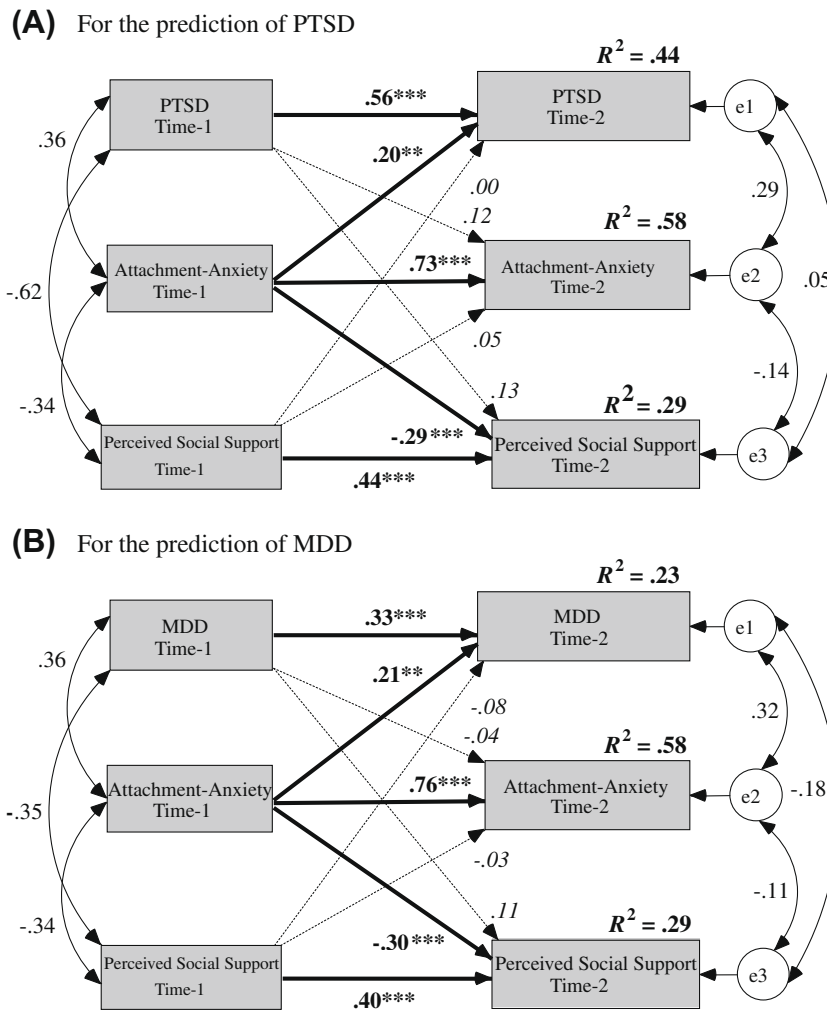 (A) For the prediction of PTSD
R² = .44
PTSD
Time-1
.56***
PTSD
Time-2
e1
.36
.20**
.00
.12
.29
R² = .58
Attachment-Anxiety
Time-1
.73***
Attachment-Anxiety
Time-2
e2
-.62
.05
.05
-.34
.13
-.14
R² = .29
Perceived Social Support
Time-1
-.29***
.44***
Perceived Social Support
Time-2
e3
(B) For the prediction of MDD
R² = .23
MDD
Time-1
.33***
MDD
Time-2
e1
.36
.21**
-.08
-.04
.32
R² = .58
Attachment-Anxiety
Time-1
.76***
Attachment-Anxiety
Time-2
e2
-.18
-.35
-.03
-.34
.11
-.11
R² = .29
Perceived Social Support
Time-1
-.30***
.40***
Perceived Social Support
Time-2
e3